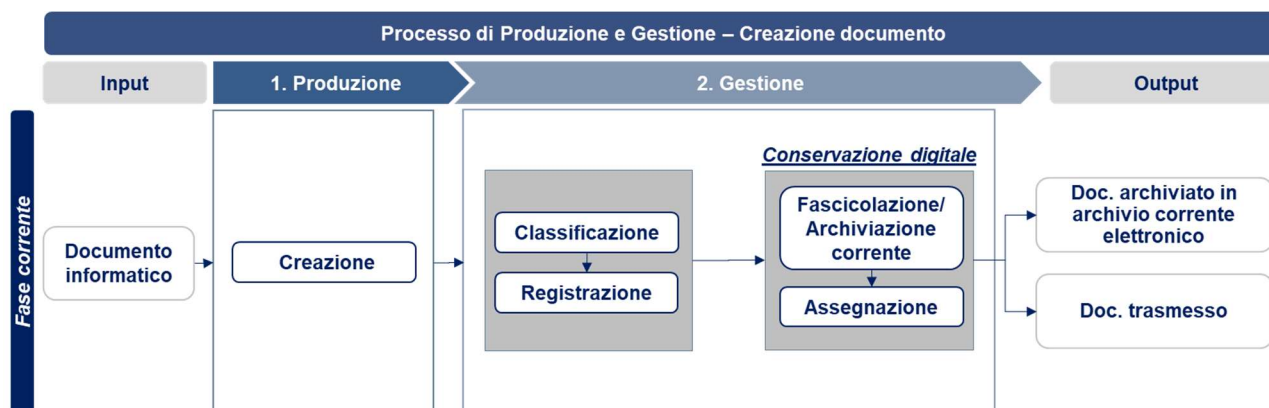 Processo di Produzione e Gestione – Creazione documento
Input
1. Produzione
2. Gestione
Output
Fase corrente
Documento
informatico
Creazione
Classificazione
Registrazione
Conservazione digitale
Fascicolazione/
Archiviazione
corrente
Assegnazione
Doc. archiviato in
archivio corrente
elettronico
Doc. trasmesso